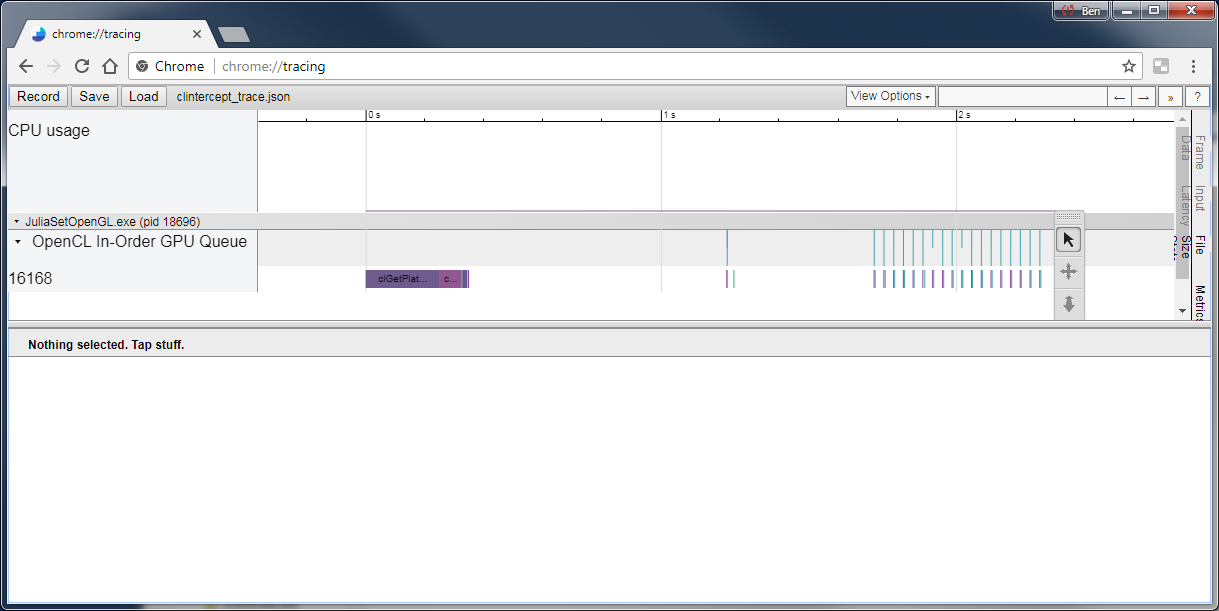 Ben
chrome://tracing
Chrome chrome://tracing
Record Save Load clintercept_trace.json View Options ← → » ?
0 s 1 s 2 s
CPU usage
JuliaSetOpenGL.exe (pid 18696)
OpenCL In-Order GPU Queue
16168 clGetPlat... c...
Frame Data
Input Latency
File Size
Metrics
Nothing selected. Tap stuff.